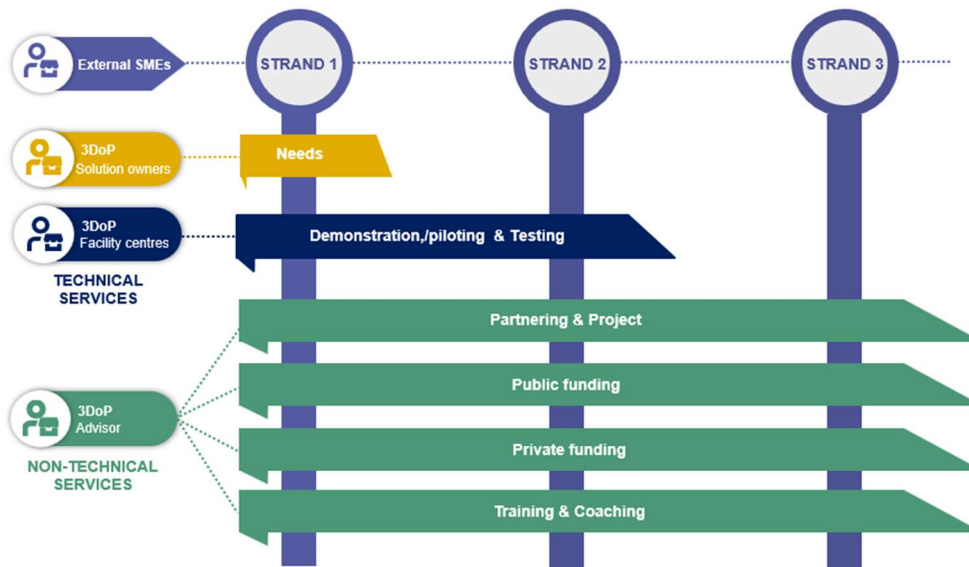 External SMEs
STRAND 1
STRAND 2
STRAND 3
3DoP
Solution owners
Needs
3DoP
Facility centres
Demonstration,/piloting & Testing
TECHNICAL
SERVICES
Partnering & Project
Public funding
3DoP
Advisor
Private funding
NON-TECHNICAL
SERVICES
Training & Coaching